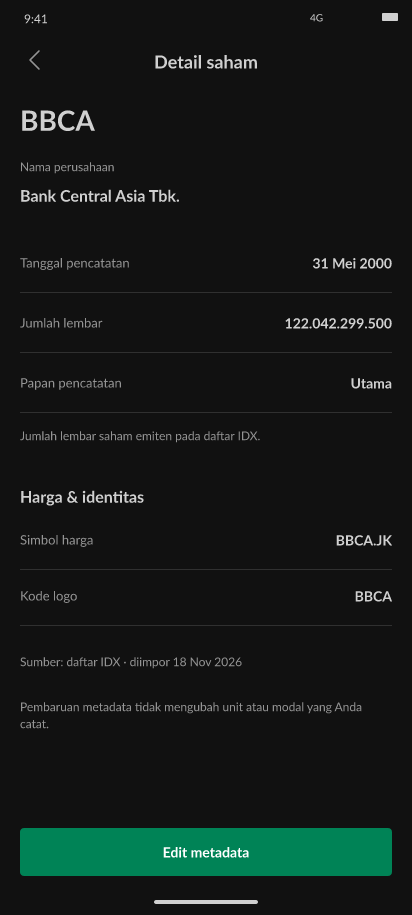 9:41
4G
Detail saham
BBCA
Nama perusahaan
Bank Central Asia Tbk.
Tanggal pencatatan 31 Mei 2000
Jumlah lembar 122.042.299.500
Papan pencatatan Utama
Jumlah lembar saham emiten pada daftar IDX.
Harga & identitas
Simbol harga BBCA.JK
Kode logo BBCA
Sumber: daftar IDX · diimpor 18 Nov 2026
Pembaruan metadata tidak mengubah unit atau modal yang Anda
catat.
Edit metadata